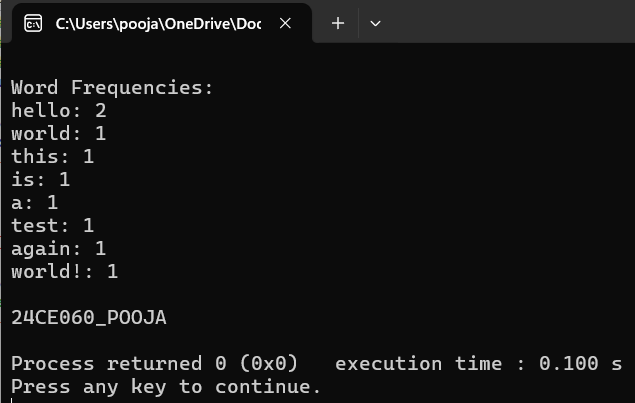 C:\Users\pooja\OneDrive\Doc
Word Frequencies:
hello: 2
world: 1
this: 1
is: 1
a: 1
test: 1
again: 1
world!: 1
24CE060_POOJA
Process returned 0 (0x0)   execution time : 0.100 s
Press any key to continue.